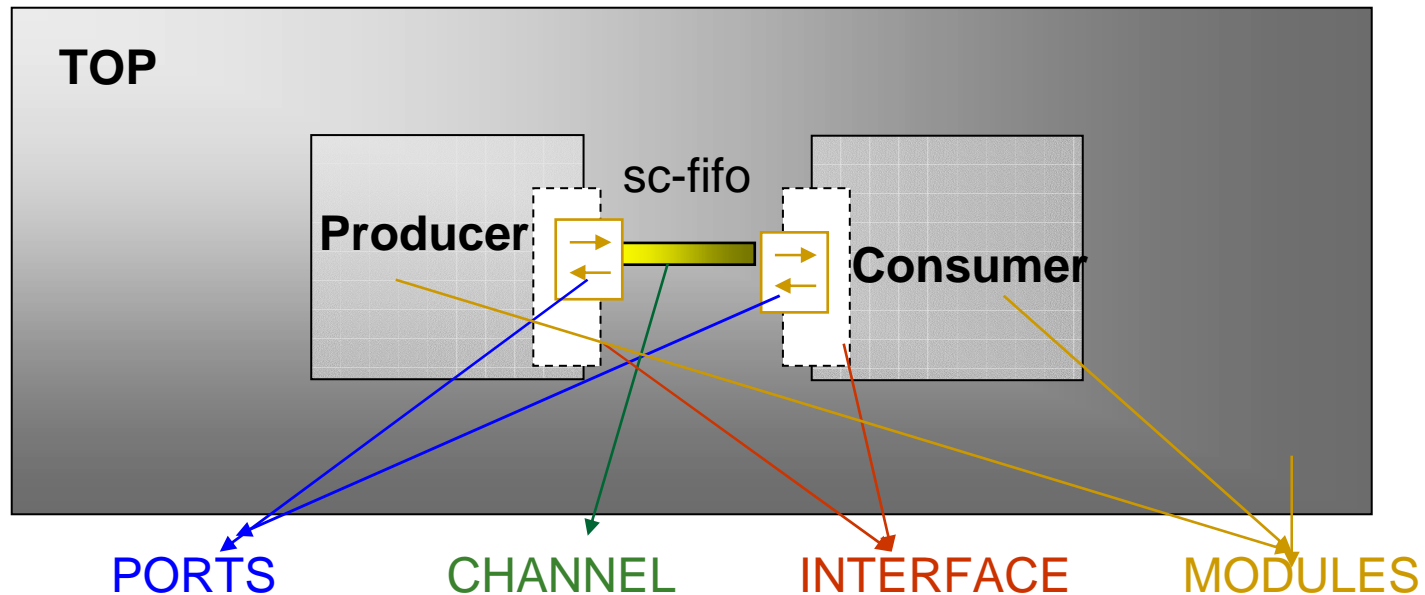 TOP
sc-fifo
Producer
Consumer
PORTS
CHANNEL
INTERFACE
MODULES